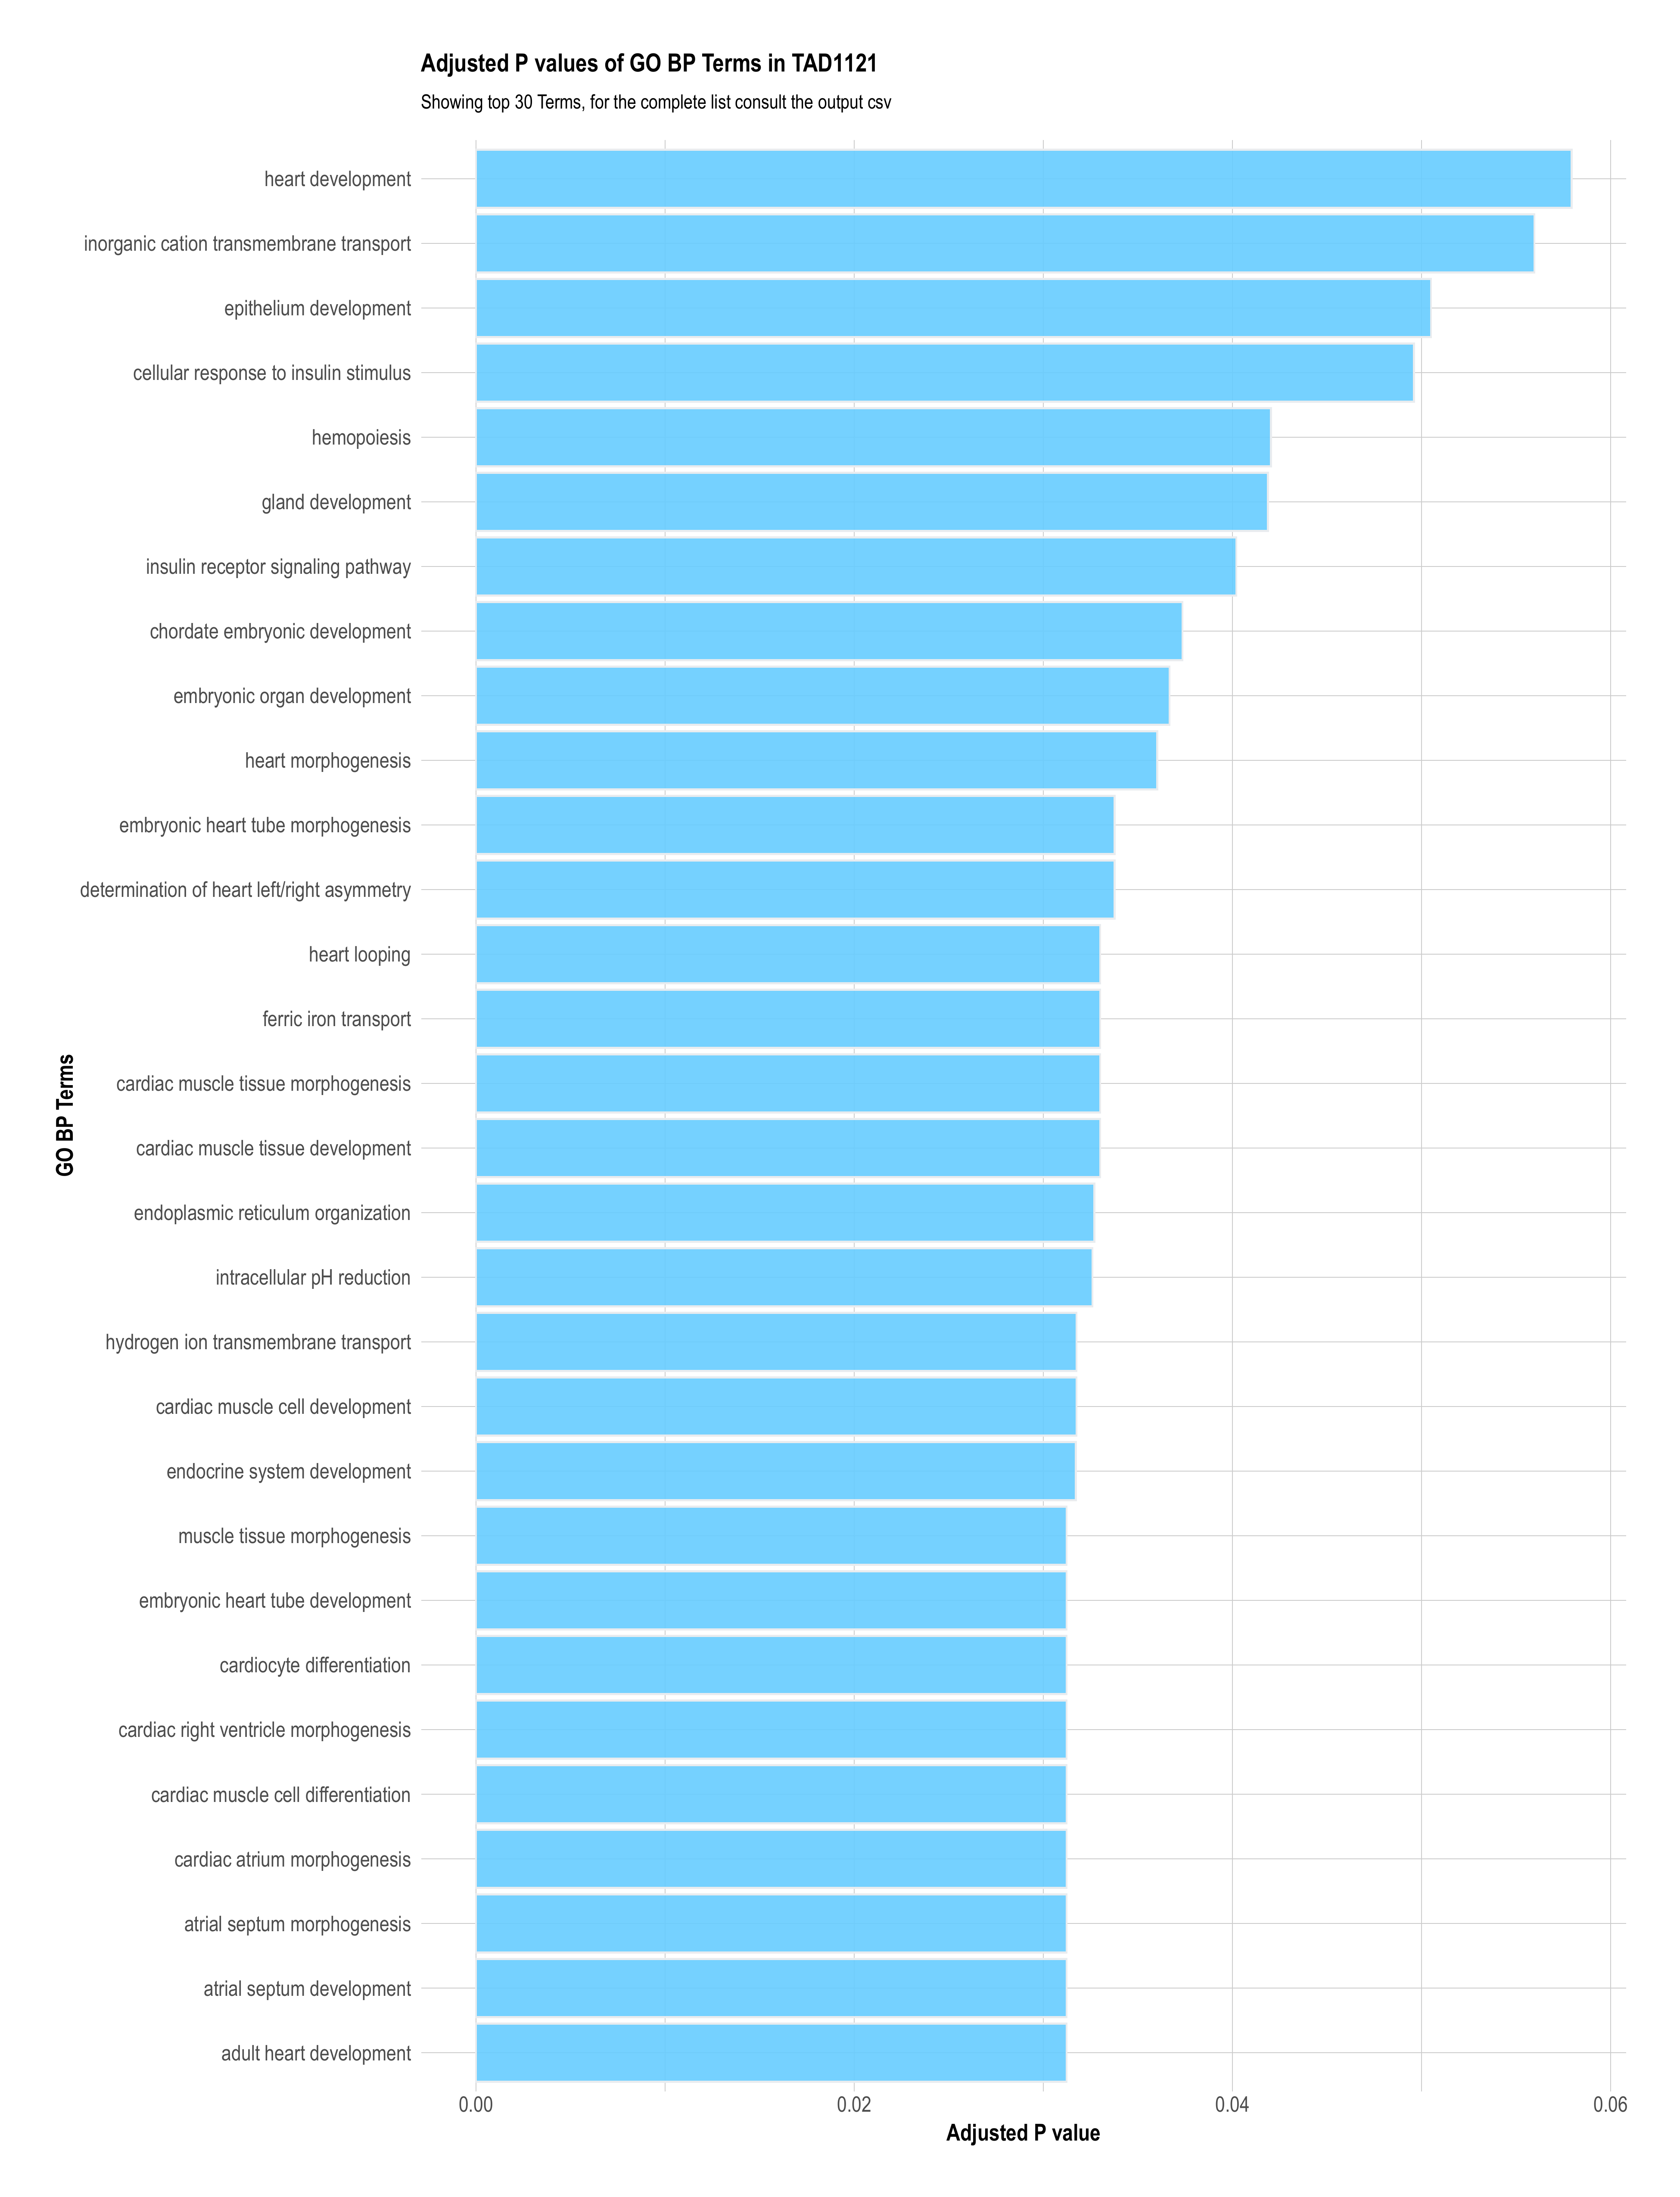 Adjusted P values of GO BP Terms in TAD1121
Showing top 30 Terms, for the complete list consult the output csv
heart development
inorganic cation transmembrane transport
epithelium development
cellular response to insulin stimulus
hemopoiesis
gland development
insulin receptor signaling pathway
chordate embryonic development
embryonic organ development
heart morphogenesis
embryonic heart tube morphogenesis
determination of heart left/right asymmetry
heart looping
ferric iron transport
cardiac muscle tissue morphogenesis
cardiac muscle tissue development
endoplasmic reticulum organization
intracellular pH reduction
hydrogen ion transmembrane transport
cardiac muscle cell development
endocrine system development
muscle tissue morphogenesis
embryonic heart tube development
cardiocyte differentiation
cardiac right ventricle morphogenesis
cardiac muscle cell differentiation
cardiac atrium morphogenesis
atrial septum morphogenesis
atrial septum development
adult heart development
GO BP Terms
0.00 0.02 0.04 0.06
Adjusted P value